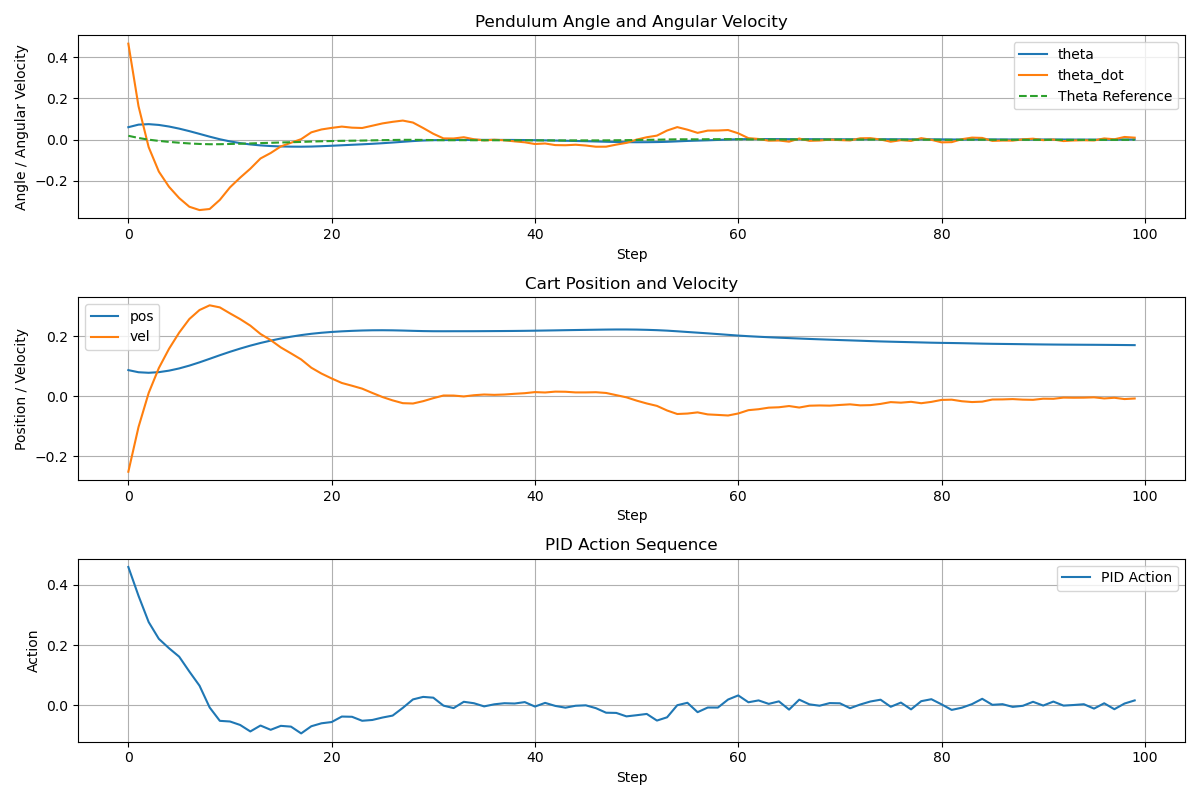 Pendulum Angle and Angular Velocity
Angle / Angular Velocity
0.4
0.2
0.0
−0.2
theta
theta_dot
Theta Reference
0 20 40 60 80 100
Step
Cart Position and Velocity
Position / Velocity
0.2
0.0
−0.2
pos
vel
0 20 40 60 80 100
Step
PID Action Sequence
Action
0.4
0.2
0.0
PID Action
0 20 40 60 80 100
Step